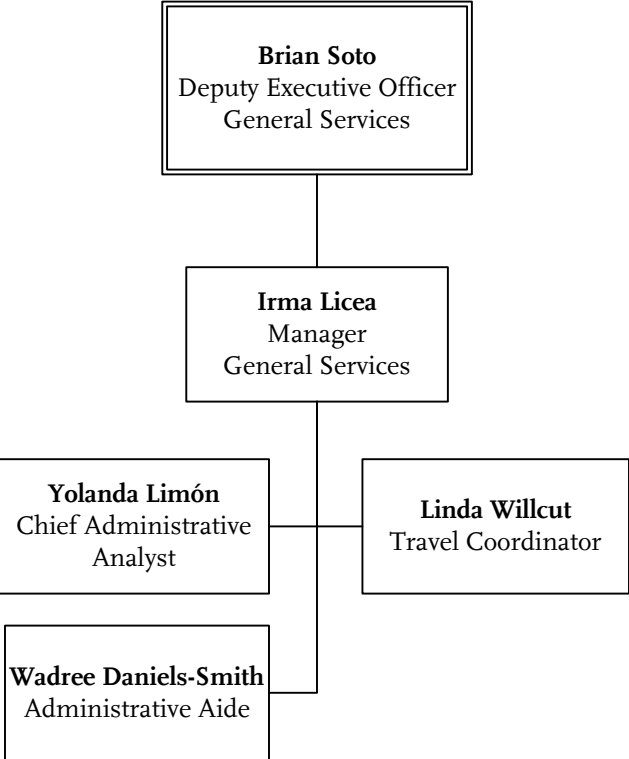 Brian Soto
Deputy Executive Officer
General Services
Irma Licea
Manager
General Services
Yolanda Limón
Chief Administrative
Analyst
Linda Willcut
Travel Coordinator
Wadree Daniels-Smith
Administrative Aide